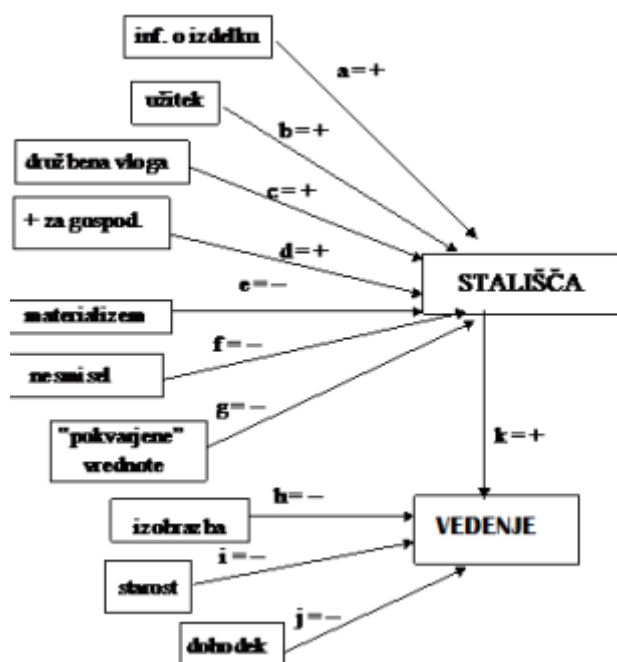 inf. o izdelku
a=+
užitek
b=+
družbena vloga
c=+
+ za gospod.
d=+
STALIŠČA
e=–
materializem
f=–
nesmisel
g=–
"pokvarjene"
vrednote
k=+
h=–
izobrazba
VEDENJE
i=–
starost
j=–
dohodek